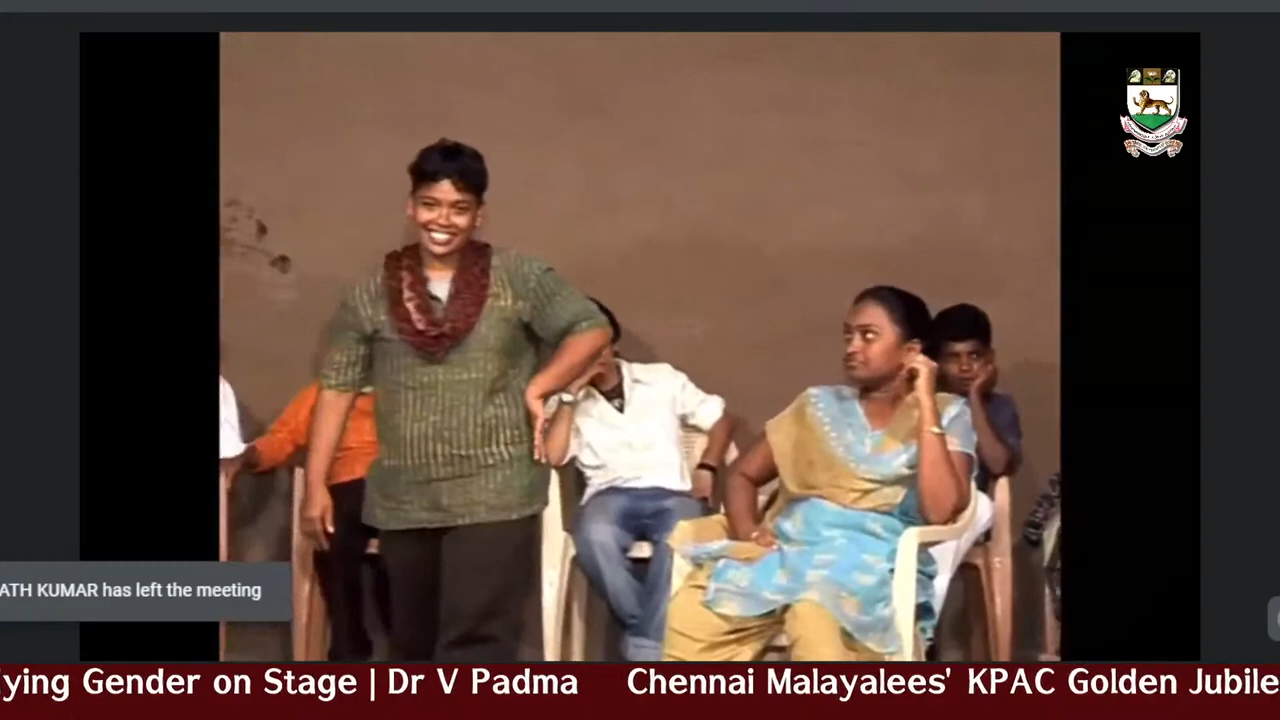 ATH KUMAR has left the meeting
ying Gender on Stage | Dr V Padma Chennai Malayalees' KPAC Golden Jubile